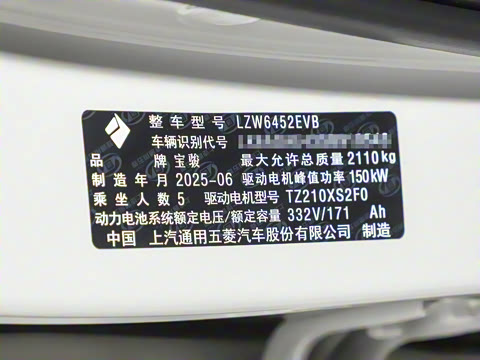 整车型号 LZW6452EVB
车辆识别代号
品 牌 宝骏 最大允许总质量 2110kg
制造年月 2025-06 驱动电机峰值功率 150kW
乘坐人数 5 驱动电机型号 TZ210XS2F0
动力电池系统额定电压/额定容量 332V/171 Ah
中国 上汽通用五菱汽车股份有限公司 制造